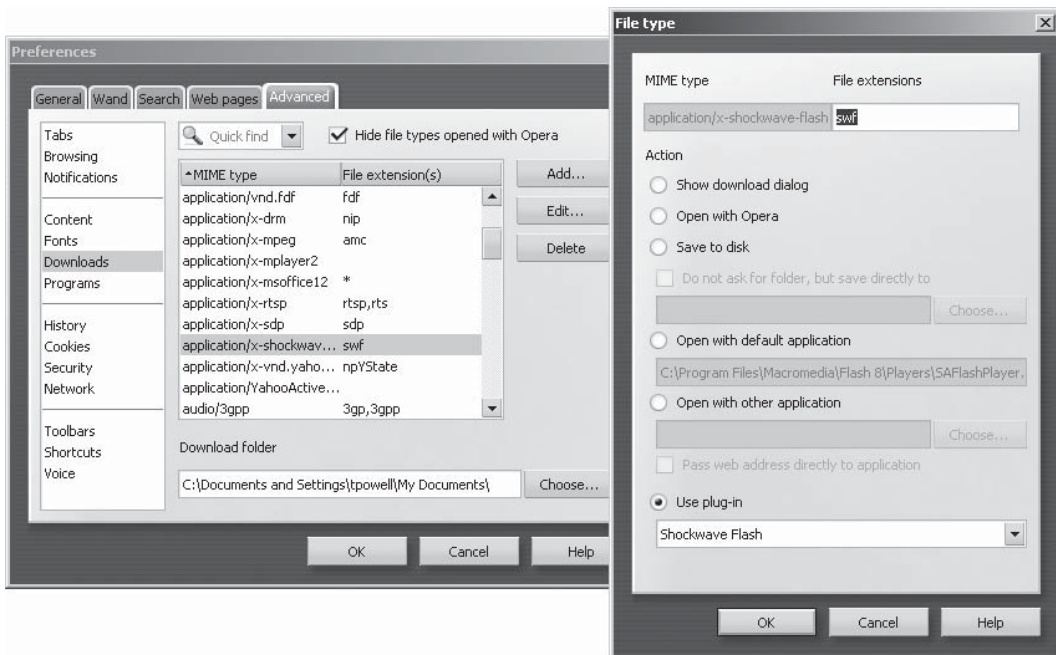 Preferences
General Wand Search Web pages Advanced
Tabs
Browsing
Notifications
Content
Fonts
Downloads
Programs
History
Cookies
Security
Network
Toolbars
Shortcuts
Voice
Quick find
Hide file types opened with Opera
MIME type File extension(s)
application/vnd.fdf fdf
application/x-drm nip
application/x-mpeg amc
application/x-mplayer2
application/x-msoffice12 *
application/x-rtsp rtsp,rts
application/x-sdp sdp
application/x-shockwav... swf
application/x-vnd.yaho... npYState
application/YahooActive...
audio/3gpp 3gp,3gpp
Add...
Edit...
Delete
Download folder
C:\Documents and Settings\tpowell\My Documents\ Choose...
OK Cancel Help
File type
MIME type File extensions
application/x-shockwave-flash swf
Action
Show download dialog
Open with Opera
Save to disk
Do not ask for folder, but save directly to
Choose...
Open with default application
C:\Program Files\Macromedia\Flash 8\Players\SAFlashPlayer.
Open with other application
Choose...
Pass web address directly to application
Use plug-in
Shockwave Flash
OK Cancel Help